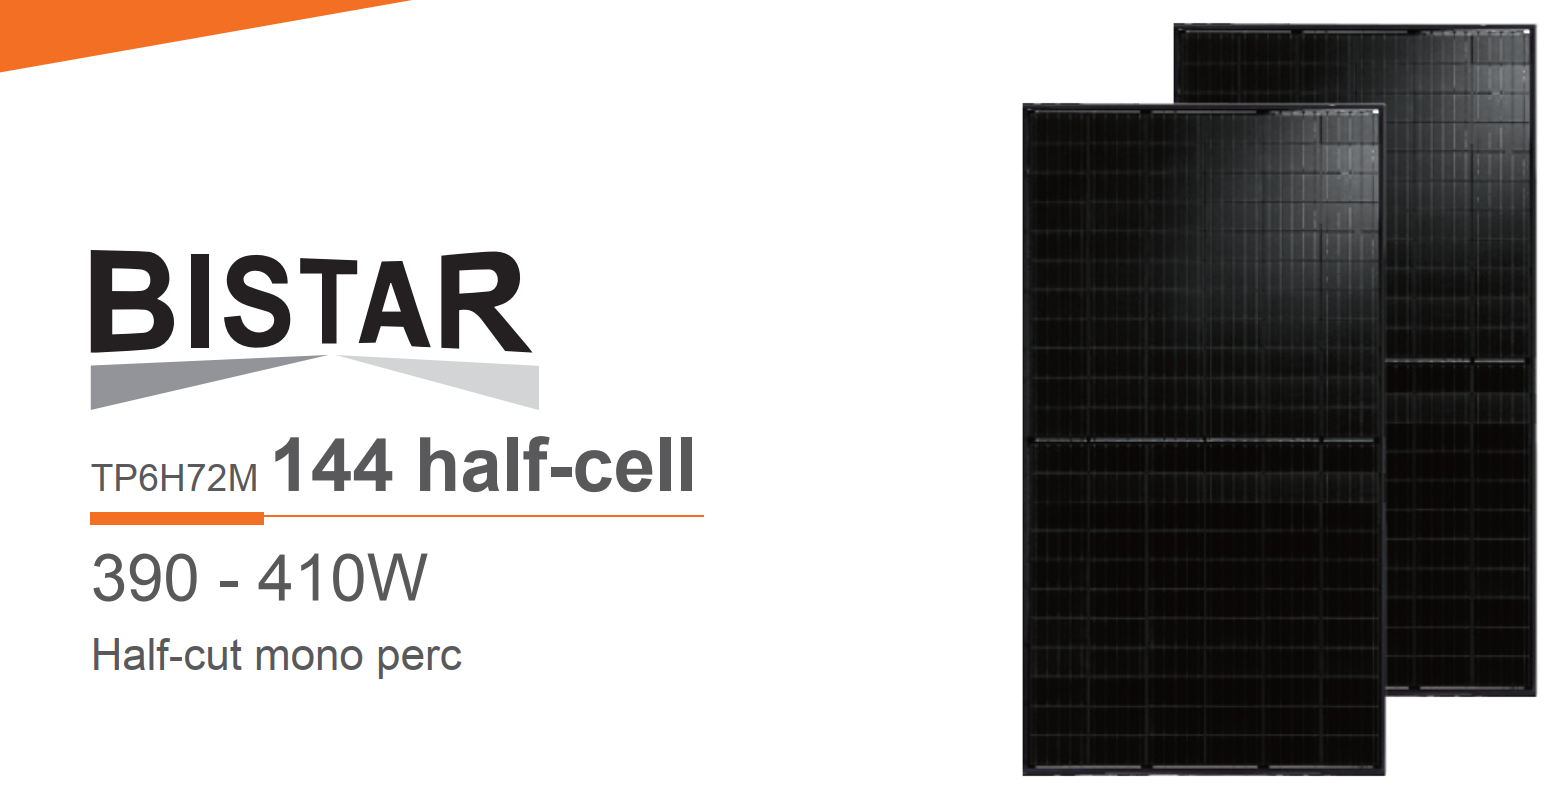 BISTAR
TP6H72M 144 half-cell
390 - 410W
Half-cut mono perc